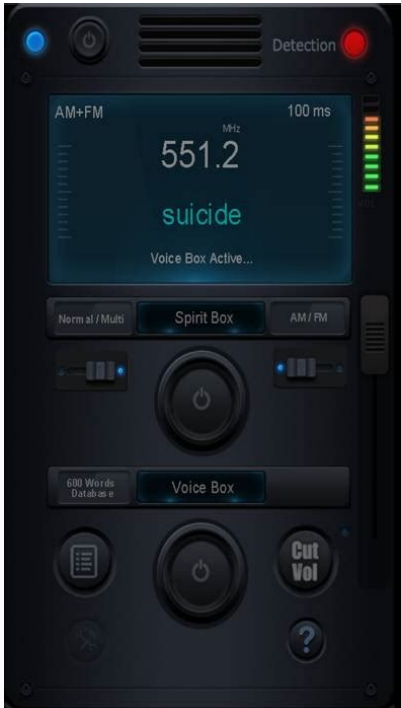 Detection
AM+FM
100 ms
MHz
551.2
suicide
Voice Box Active...
Normal / Multi
Spirit Box
AM / FM
600 Words
Database
Voice Box
Cut
Vol
?